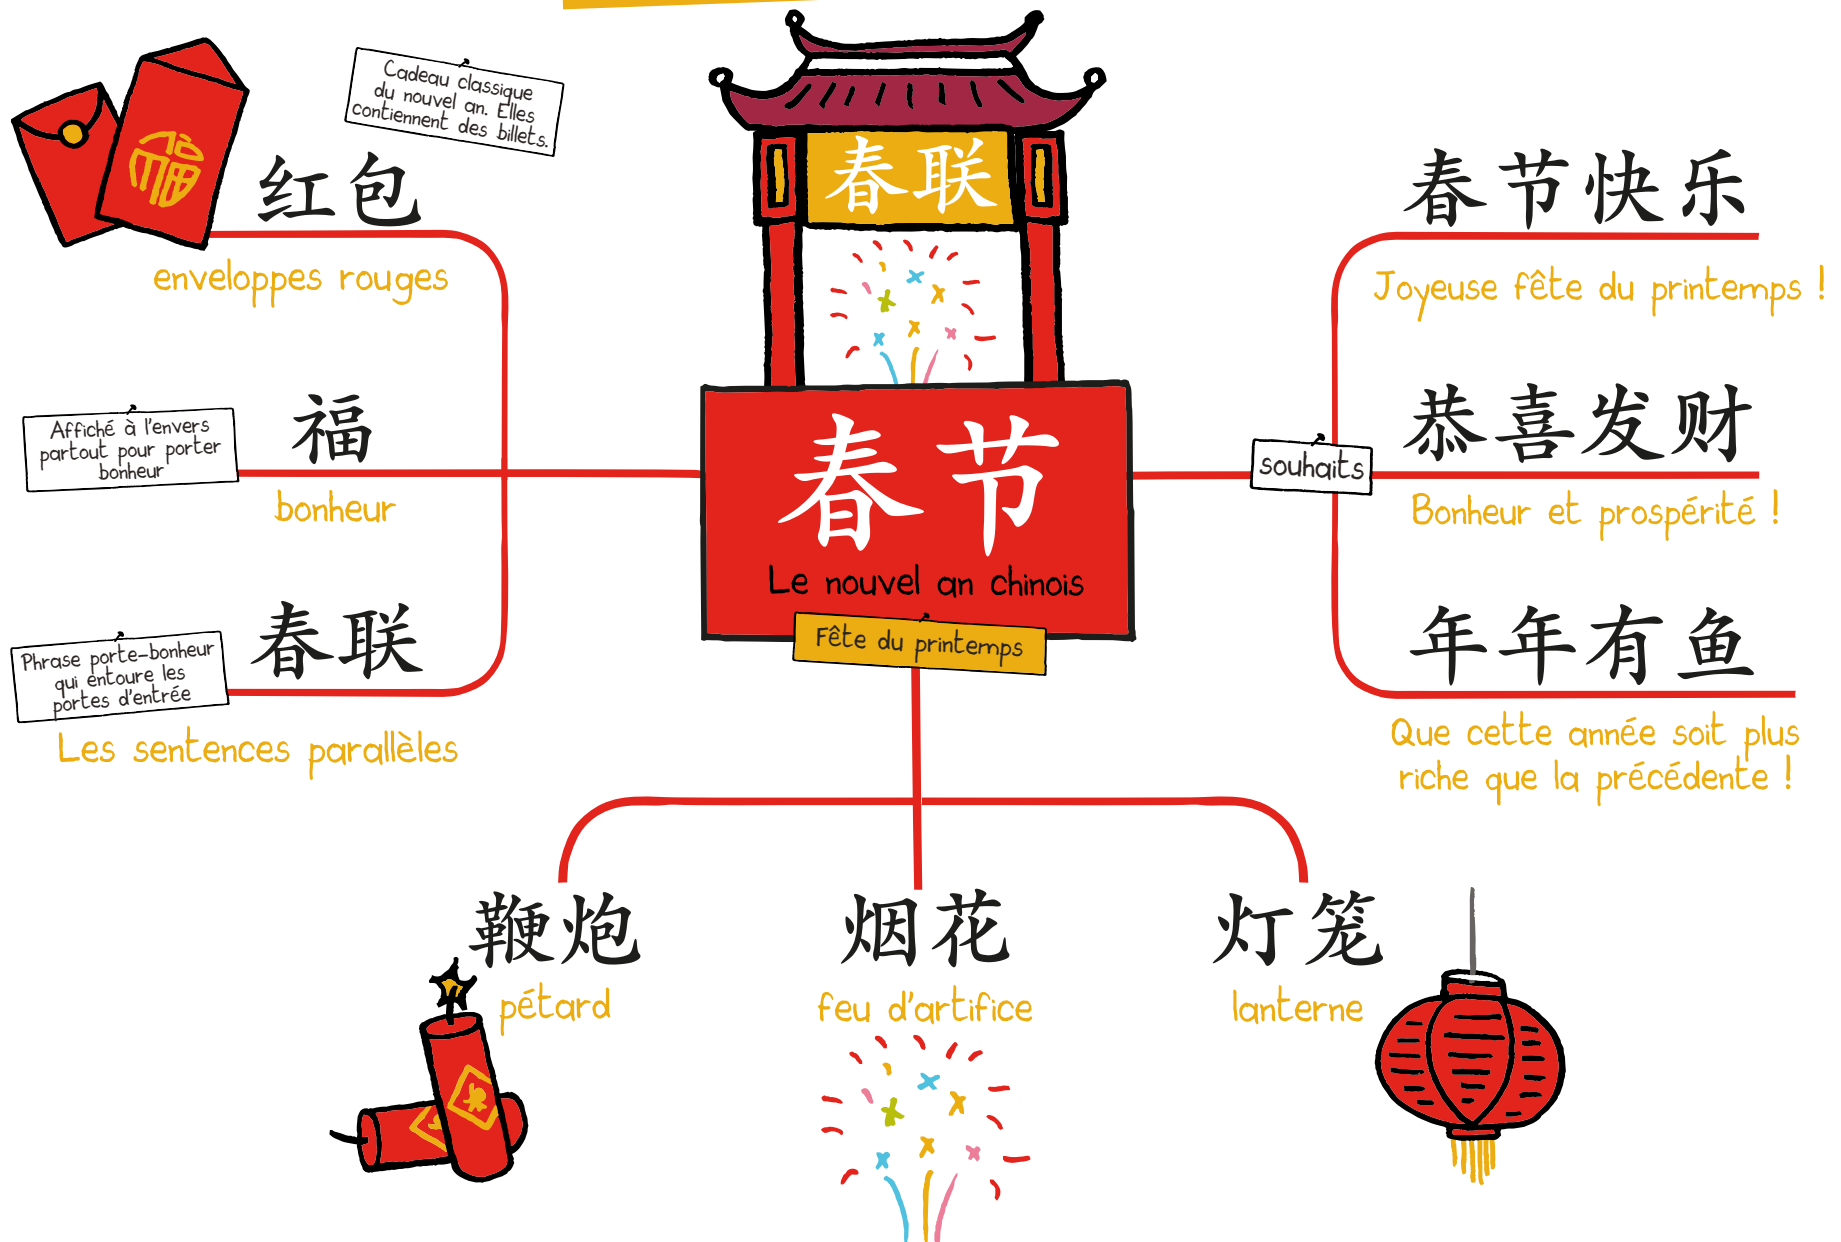 春联
春节
Le nouvel an chinois
Fête du printemps
福
红包
enveloppes rouges
Cadeau classique
du nouvel an. Elles
contiennent des billets.
福
bonheur
Affiché à l'envers
partout pour porter
bonheur
春联
Les sentences parallèles
Phrase porte-bonheur
qui entoure les
portes d'entrée
souhaits
春节快乐
Joyeuse fête du printemps !
恭喜发财
Bonheur et prospérité !
年年有鱼
Que cette année soit plus
riche que la précédente !
鞭炮
pétard
烟花
feu d'artifice
灯笼
lanterne